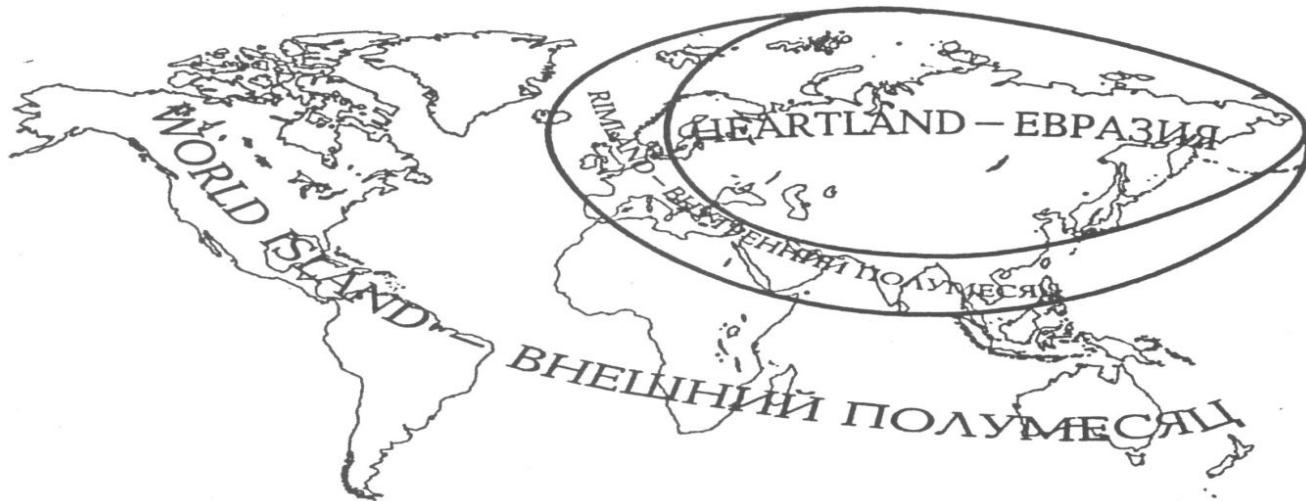 HEARTLAND – ЕВРАЗИЯ
RIMLAND – ВНУТРЕННИЙ ПОЛУМЕСЯЦ
WORLD ISLAND – ВНЕШНИЙ ПОЛУМЕСЯЦ